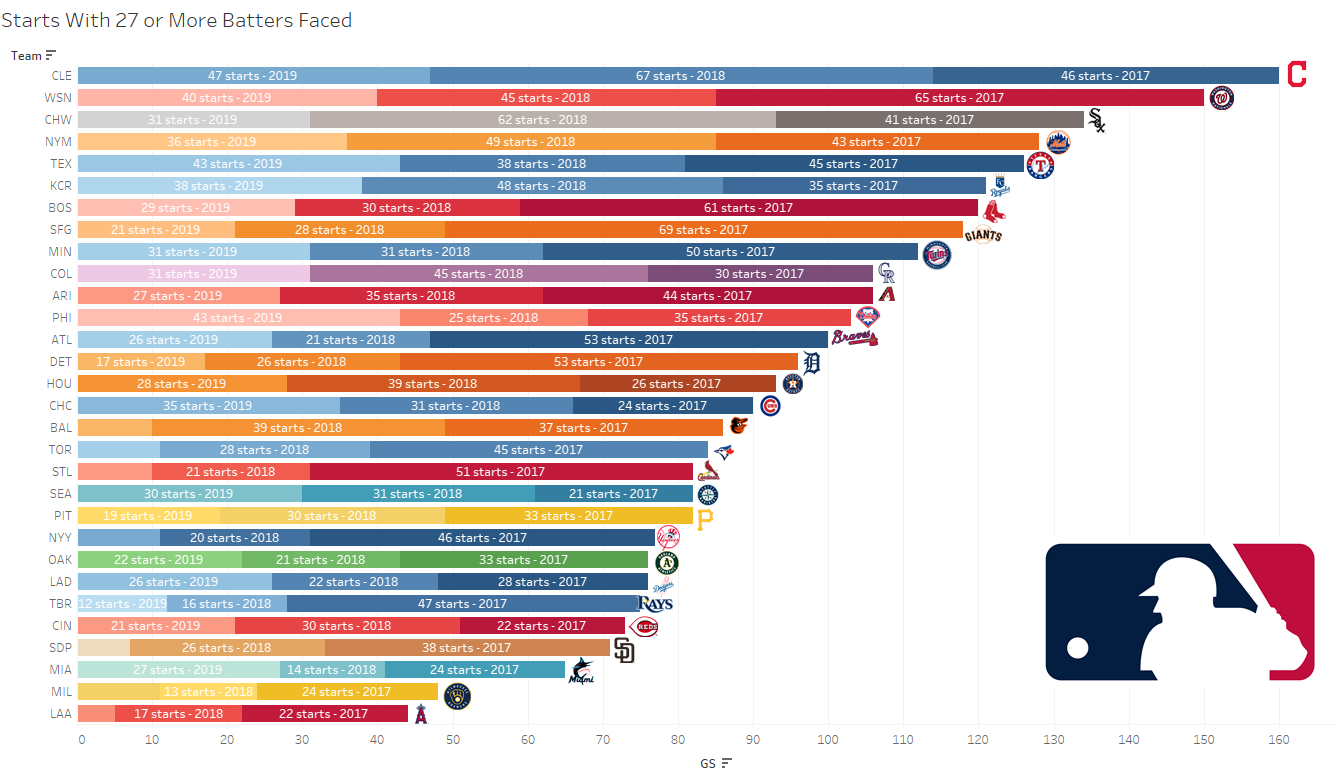 Starts With 27 or More Batters Faced
Team
CLE 47 starts - 2019 67 starts - 2018 46 starts - 2017 C
WSN 40 starts - 2019 45 starts - 2018 65 starts - 2017 W
CHW 31 starts - 2019 62 starts - 2018 41 starts - 2017 Sox
NYM 36 starts - 2019 49 starts - 2018 43 starts - 2017 Mets
TEX 43 starts - 2019 38 starts - 2018 45 starts - 2017 T
KCR 38 starts - 2019 48 starts - 2018 35 starts - 2017 KC Royals
BOS 29 starts - 2019 30 starts - 2018 61 starts - 2017
SFG 21 starts - 2019 28 starts - 2018 69 starts - 2017 GIANTS
MIN 31 starts - 2019 31 starts - 2018 50 starts - 2017 Twins
COL 31 starts - 2019 45 starts - 2018 30 starts - 2017 CR
ARI 27 starts - 2019 35 starts - 2018 44 starts - 2017 A
PHI 43 starts - 2019 25 starts - 2018 35 starts - 2017 Phillies
ATL 26 starts - 2019 21 starts - 2018 53 starts - 2017 Braves
DET 17 starts - 2019 26 starts - 2018 53 starts - 2017 D
HOU 28 starts - 2019 39 starts - 2018 26 starts - 2017 H
CHC 35 starts - 2019 31 starts - 2018 24 starts - 2017 C
BAL 39 starts - 2018 37 starts - 2017
TOR 28 starts - 2018 45 starts - 2017
STL 21 starts - 2018 51 starts - 2017 Cardinals
SEA 30 starts - 2019 31 starts - 2018 21 starts - 2017
PIT 19 starts - 2019 30 starts - 2018 33 starts - 2017 P
NYY 20 starts - 2018 46 starts - 2017 Yankees
OAK 22 starts - 2019 21 starts - 2018 33 starts - 2017 A's
LAD 26 starts - 2019 22 starts - 2018 28 starts - 2017 Dodgers
TBR 12 starts - 2019 16 starts - 2018 47 starts - 2017 RAYS
CIN 21 starts - 2019 30 starts - 2018 22 starts - 2017 REDS
SDP 26 starts - 2018 38 starts - 2017 SD
MIA 27 starts - 2019 14 starts - 2018 24 starts - 2017 Miami
MIL 13 starts - 2018 24 starts - 2017
LAA 17 starts - 2018 22 starts - 2017 A
0 10 20 30 40 50 60 70 80 90 100 110 120 130 140 150 160
GS